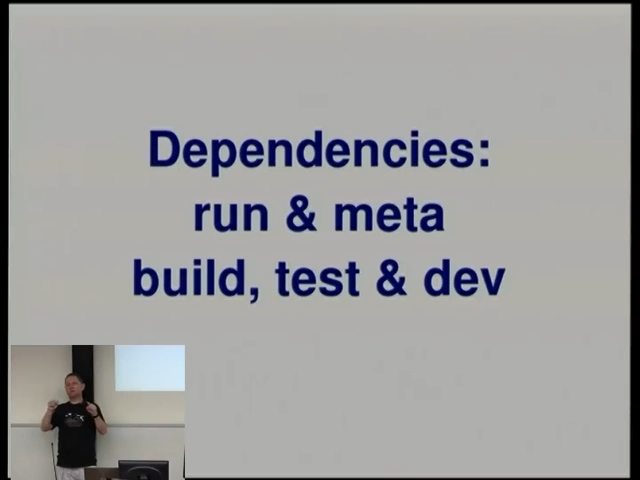 Dependencies:
run & meta
build, test & dev